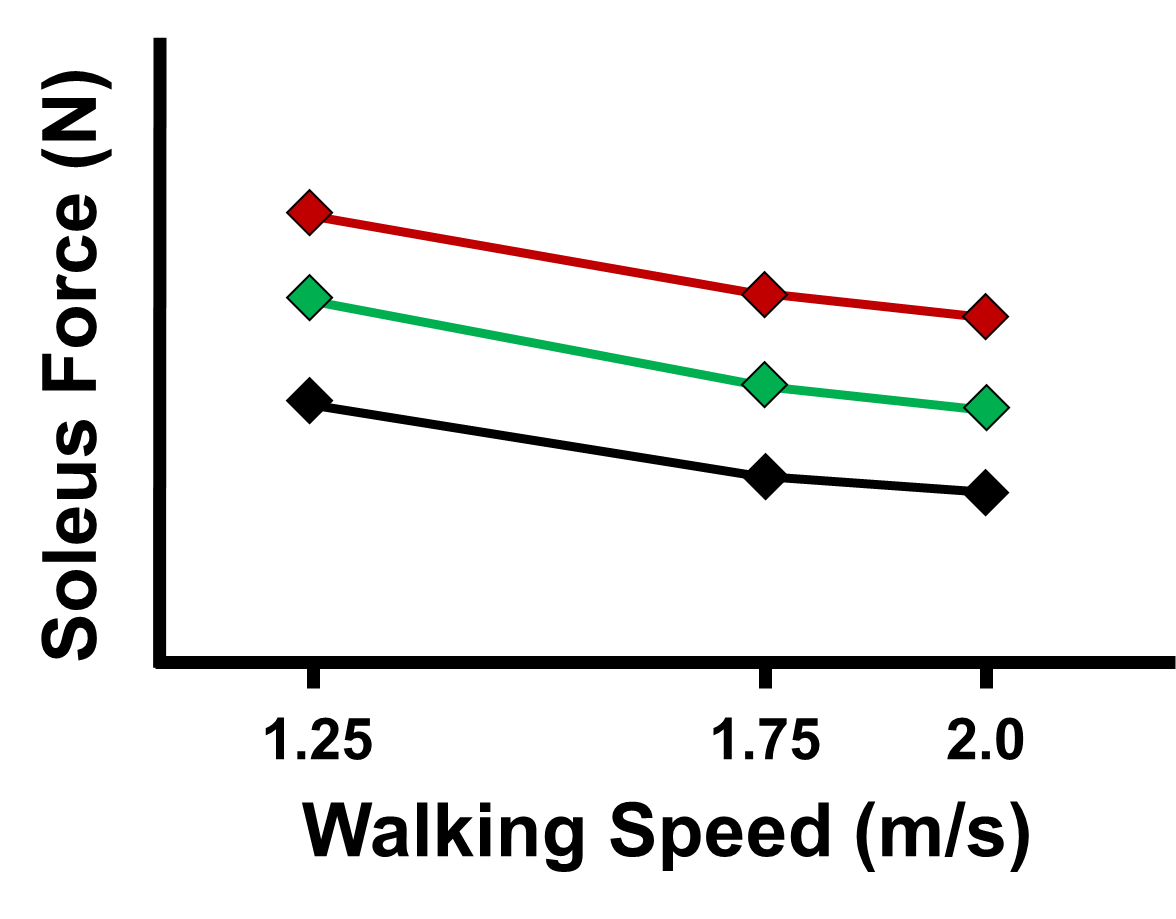 Soleus Force (N)
1.25
1.75
2.0
Walking Speed (m/s)